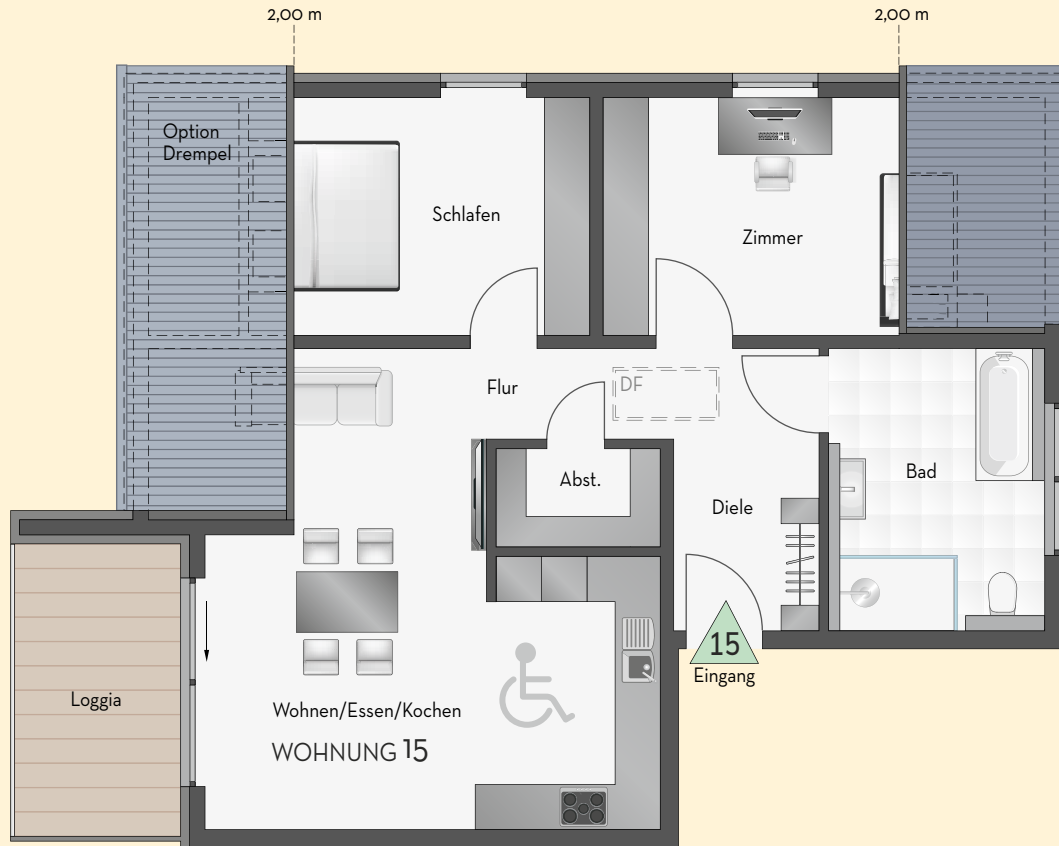 2,00 m
2,00 m
Option
Drempel
Schlafen
Zimmer
Flur
DF
Abst.
Bad
Diele
15
Eingang
Loggia
Wohnen/Essen/Kochen
WOHNUNG 15